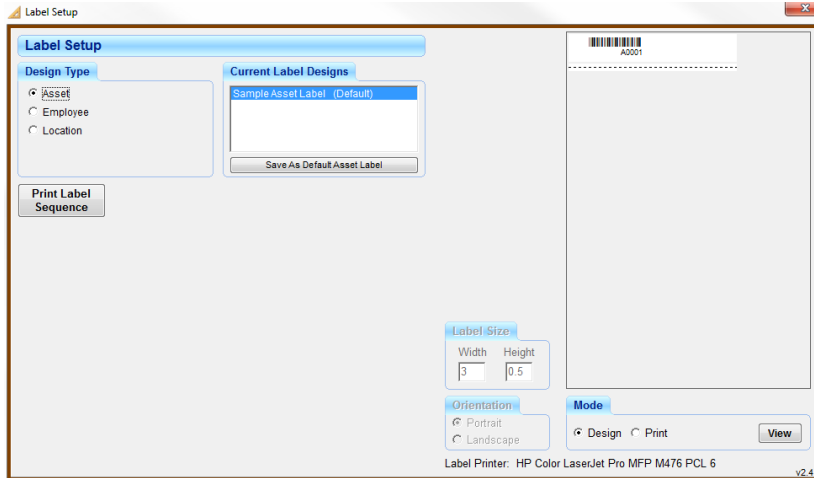 Label Setup
Label Setup
Design Type
Asset
Employee
Location
Current Label Designs
Sample Asset Label (Default)
Save As Default Asset Label
Print Label
Sequence
A0001
Label Size
Width Height
3 0.5
Orientation
Portrait
Landscape
Mode
Design Print View
Label Printer: HP Color LaserJet Pro MFP M476 PCL 6
v2.4